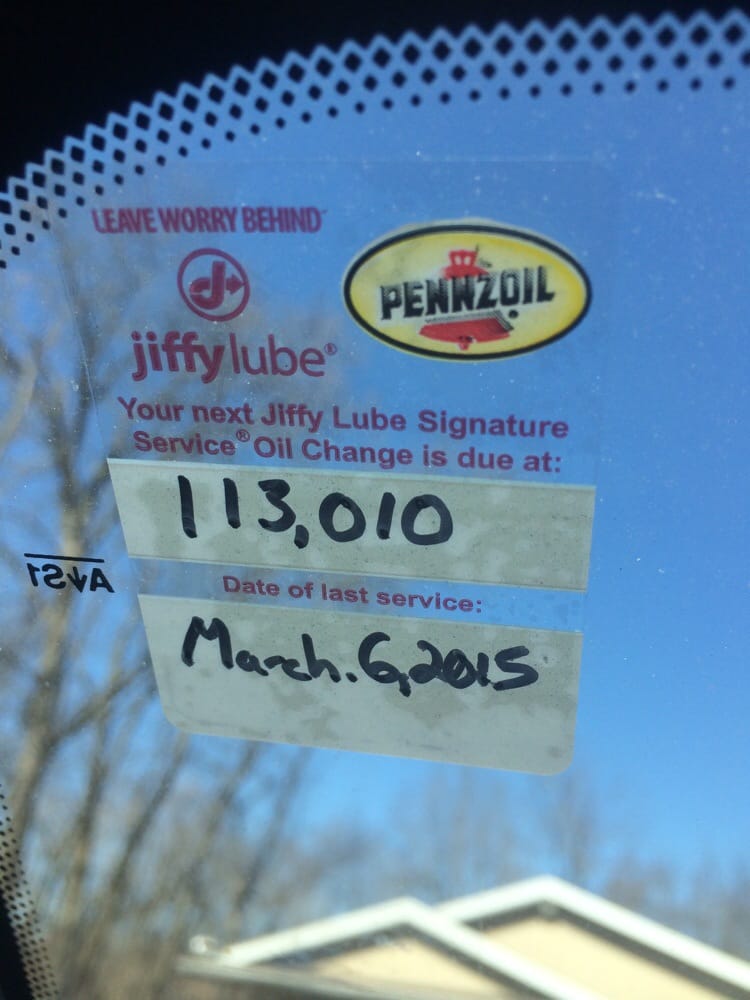 LEAVE WORRY BEHIND
PENNZOIL
jiffy lube®
Your next Jiffy Lube Signature
Service® Oil Change is due at:
113,010
AS1
Date of last service:
March. 6, 2015